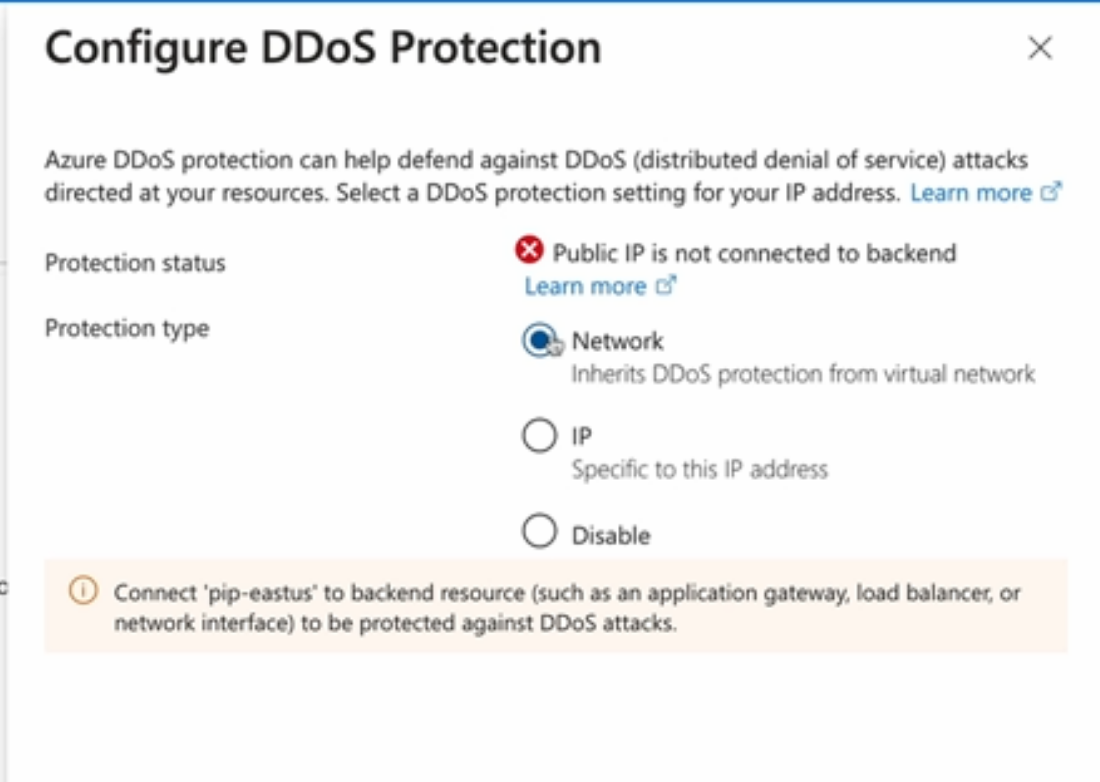 Configure DDoS Protection
Azure DDoS protection can help defend against DDoS (distributed denial of service) attacks
directed at your resources. Select a DDoS protection setting for your IP address. Learn more
Protection status
Public IP is not connected to backend
Learn more
Protection type
Network
Inherits DDoS protection from virtual network
IP
Specific to this IP address
Disable
Connect 'pip-eastus' to backend resource (such as an application gateway, load balancer, or
network interface) to be protected against DDoS attacks.